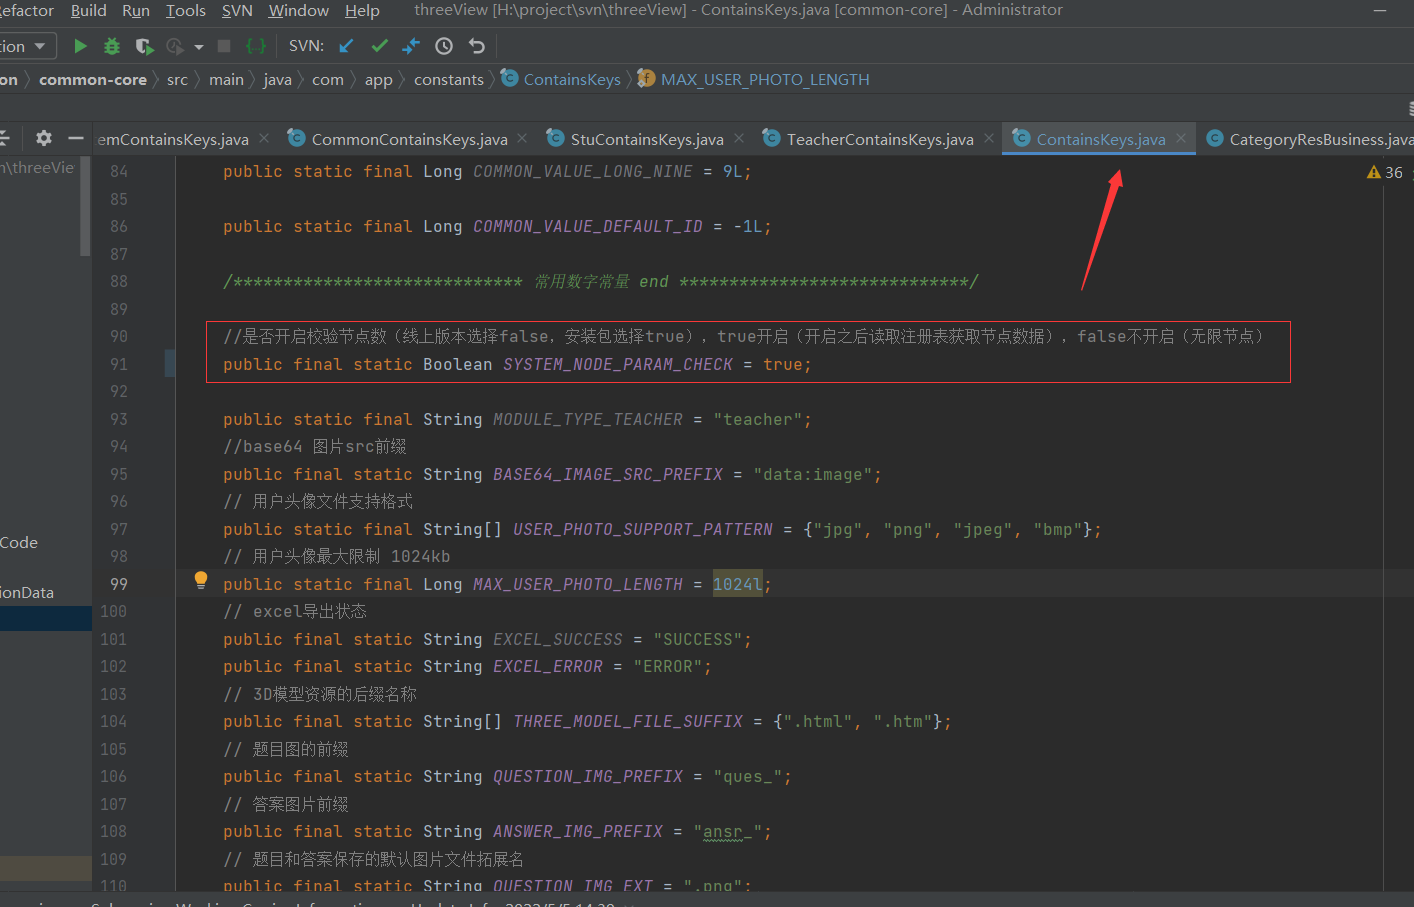 Refactor Build Run Tools SVN Window Help threeView [H:\project\svn\threeView] - ContainsKeys.java [common-core] - Administrator
ion SVN:
on common-core src main java com app constants ContainsKeys MAX_USER_PHOTO_LENGTH
emContainsKeys.java CommonContainsKeys.java StuContainsKeys.java TeacherContainsKeys.java ContainsKeys.java CategoryResBusiness.java
n\threeVie
36
84 public static final Long COMMON_VALUE_LONG_NINE = 9L;
85
86 public static final Long COMMON_VALUE_DEFAULT_ID = -1L;
87
88 /***************************** 常用数字常量 end *****************************/
89
90 //是否开启校验节点数（线上版本选择false，安装包选择true），true开启（开启之后读取注册表获取节点数据），false不开启（无限节点）
91 public final static Boolean SYSTEM_NODE_PARAM_CHECK = true;
92
93 public static final String MODULE_TYPE_TEACHER = "teacher";
94 //base64 图片src前缀
95 public final static String BASE64_IMAGE_SRC_PREFIX = "data:image";
96 // 用户头像文件支持格式
97 public static final String[] USER_PHOTO_SUPPORT_PATTERN = {"jpg", "png", "jpeg", "bmp"};
98 // 用户头像最大限制 1024kb
99 public static final Long MAX_USER_PHOTO_LENGTH = 1024l;
100 // excel导出状态
101 public final static String EXCEL_SUCCESS = "SUCCESS";
102 public final static String EXCEL_ERROR = "ERROR";
103 // 3D模型资源的后缀名称
104 public final static String[] THREE_MODEL_FILE_SUFFIX = {".html", ".htm"};
105 // 题目图的前缀
106 public final static String QUESTION_IMG_PREFIX = "ques_";
107 // 答案图片前缀
108 public final static String ANSWER_IMG_PREFIX = "ansr_";
109 // 题目和答案保存的默认图片文件拓展名
110 public final static String QUESTION_IMG_EXT = ".png";
Code
ionData